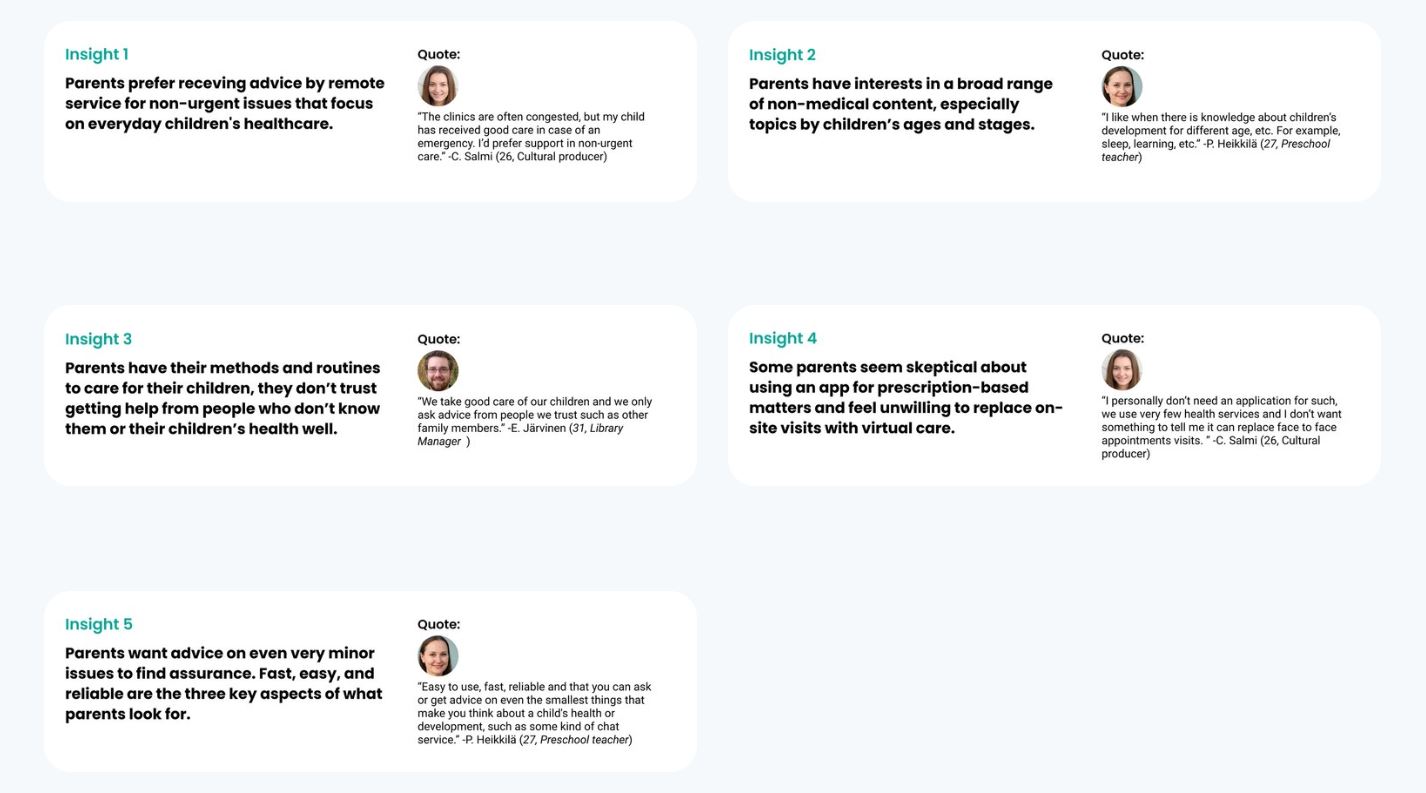 Insight 1
Parents prefer receving advice by remote
service for non-urgent issues that focus
on everyday children's healthcare.
Quote:
“The clinics are often congested, but my child
has received good care in case of an
emergency. I’d prefer support in non-urgent
care.” -C. Salmi (26, Cultural producer)
Insight 2
Parents have interests in a broad range
of non-medical content, especially
topics by children’s ages and stages.
Quote:
“I like when there is knowledge about children’s
development for different age, etc. For example,
sleep, learning, etc.” -P. Heikkilä (27, Preschool
teacher)
Insight 3
Parents have their methods and routines
to care for their children, they don’t trust
getting help from people who don’t know
them or their children’s health well.
Quote:
“We take good care of our children and we only
ask advice from people we trust such as other
family members.” -E. Järvinen (31, Library
Manager )
Insight 4
Some parents seem skeptical about
using an app for prescription-based
matters and feel unwilling to replace on-
site visits with virtual care.
Quote:
“I personally don’t need an application for such,
we use very few health services and I don’t want
something to tell me it can replace face to face
appointments visits. “ -C. Salmi (26, Cultural
producer)
Insight 5
Parents want advice on even very minor
issues to find assurance. Fast, easy, and
reliable are the three key aspects of what
parents look for.
Quote:
“Easy to use, fast, reliable and that you can ask
or get advice on even the smallest things that
make you think about a child’s health or
development, such as some kind of chat
service.” -P. Heikkilä (27, Preschool teacher)